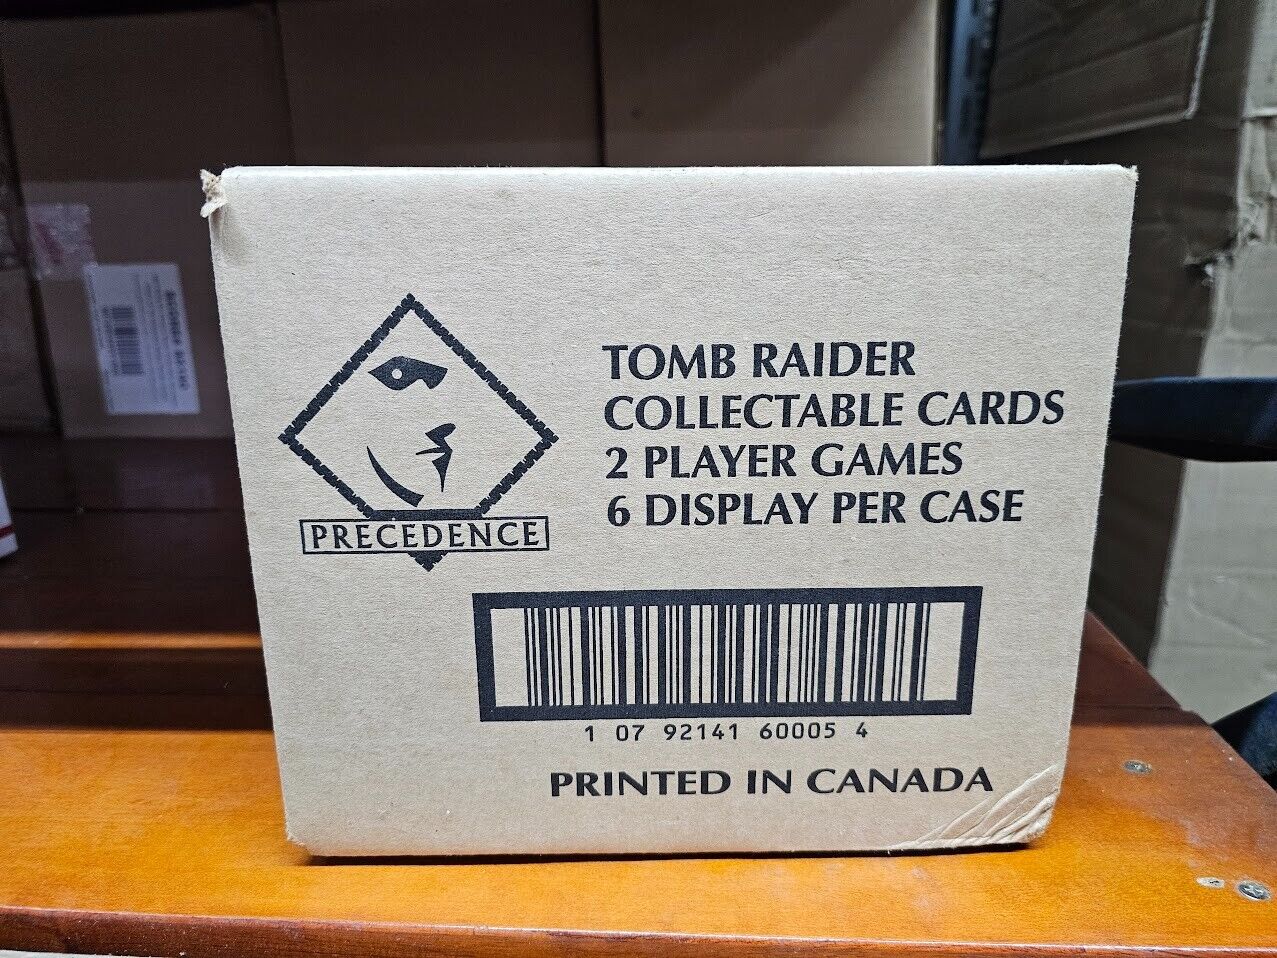 TOMB RAIDER
COLLECTABLE CARDS
2 PLAYER GAMES
6 DISPLAY PER CASE
PRECEDENCE
1 07 92141 60005 4
PRINTED IN CANADA